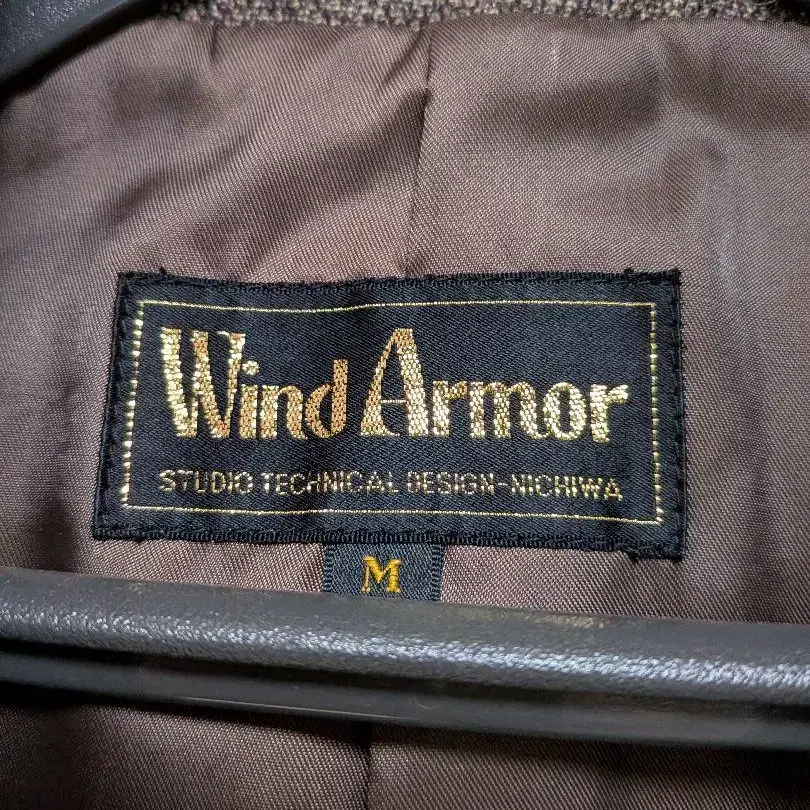 Wind Armor
STUDIO TECHNICAL DESIGN-NICHIWA
M